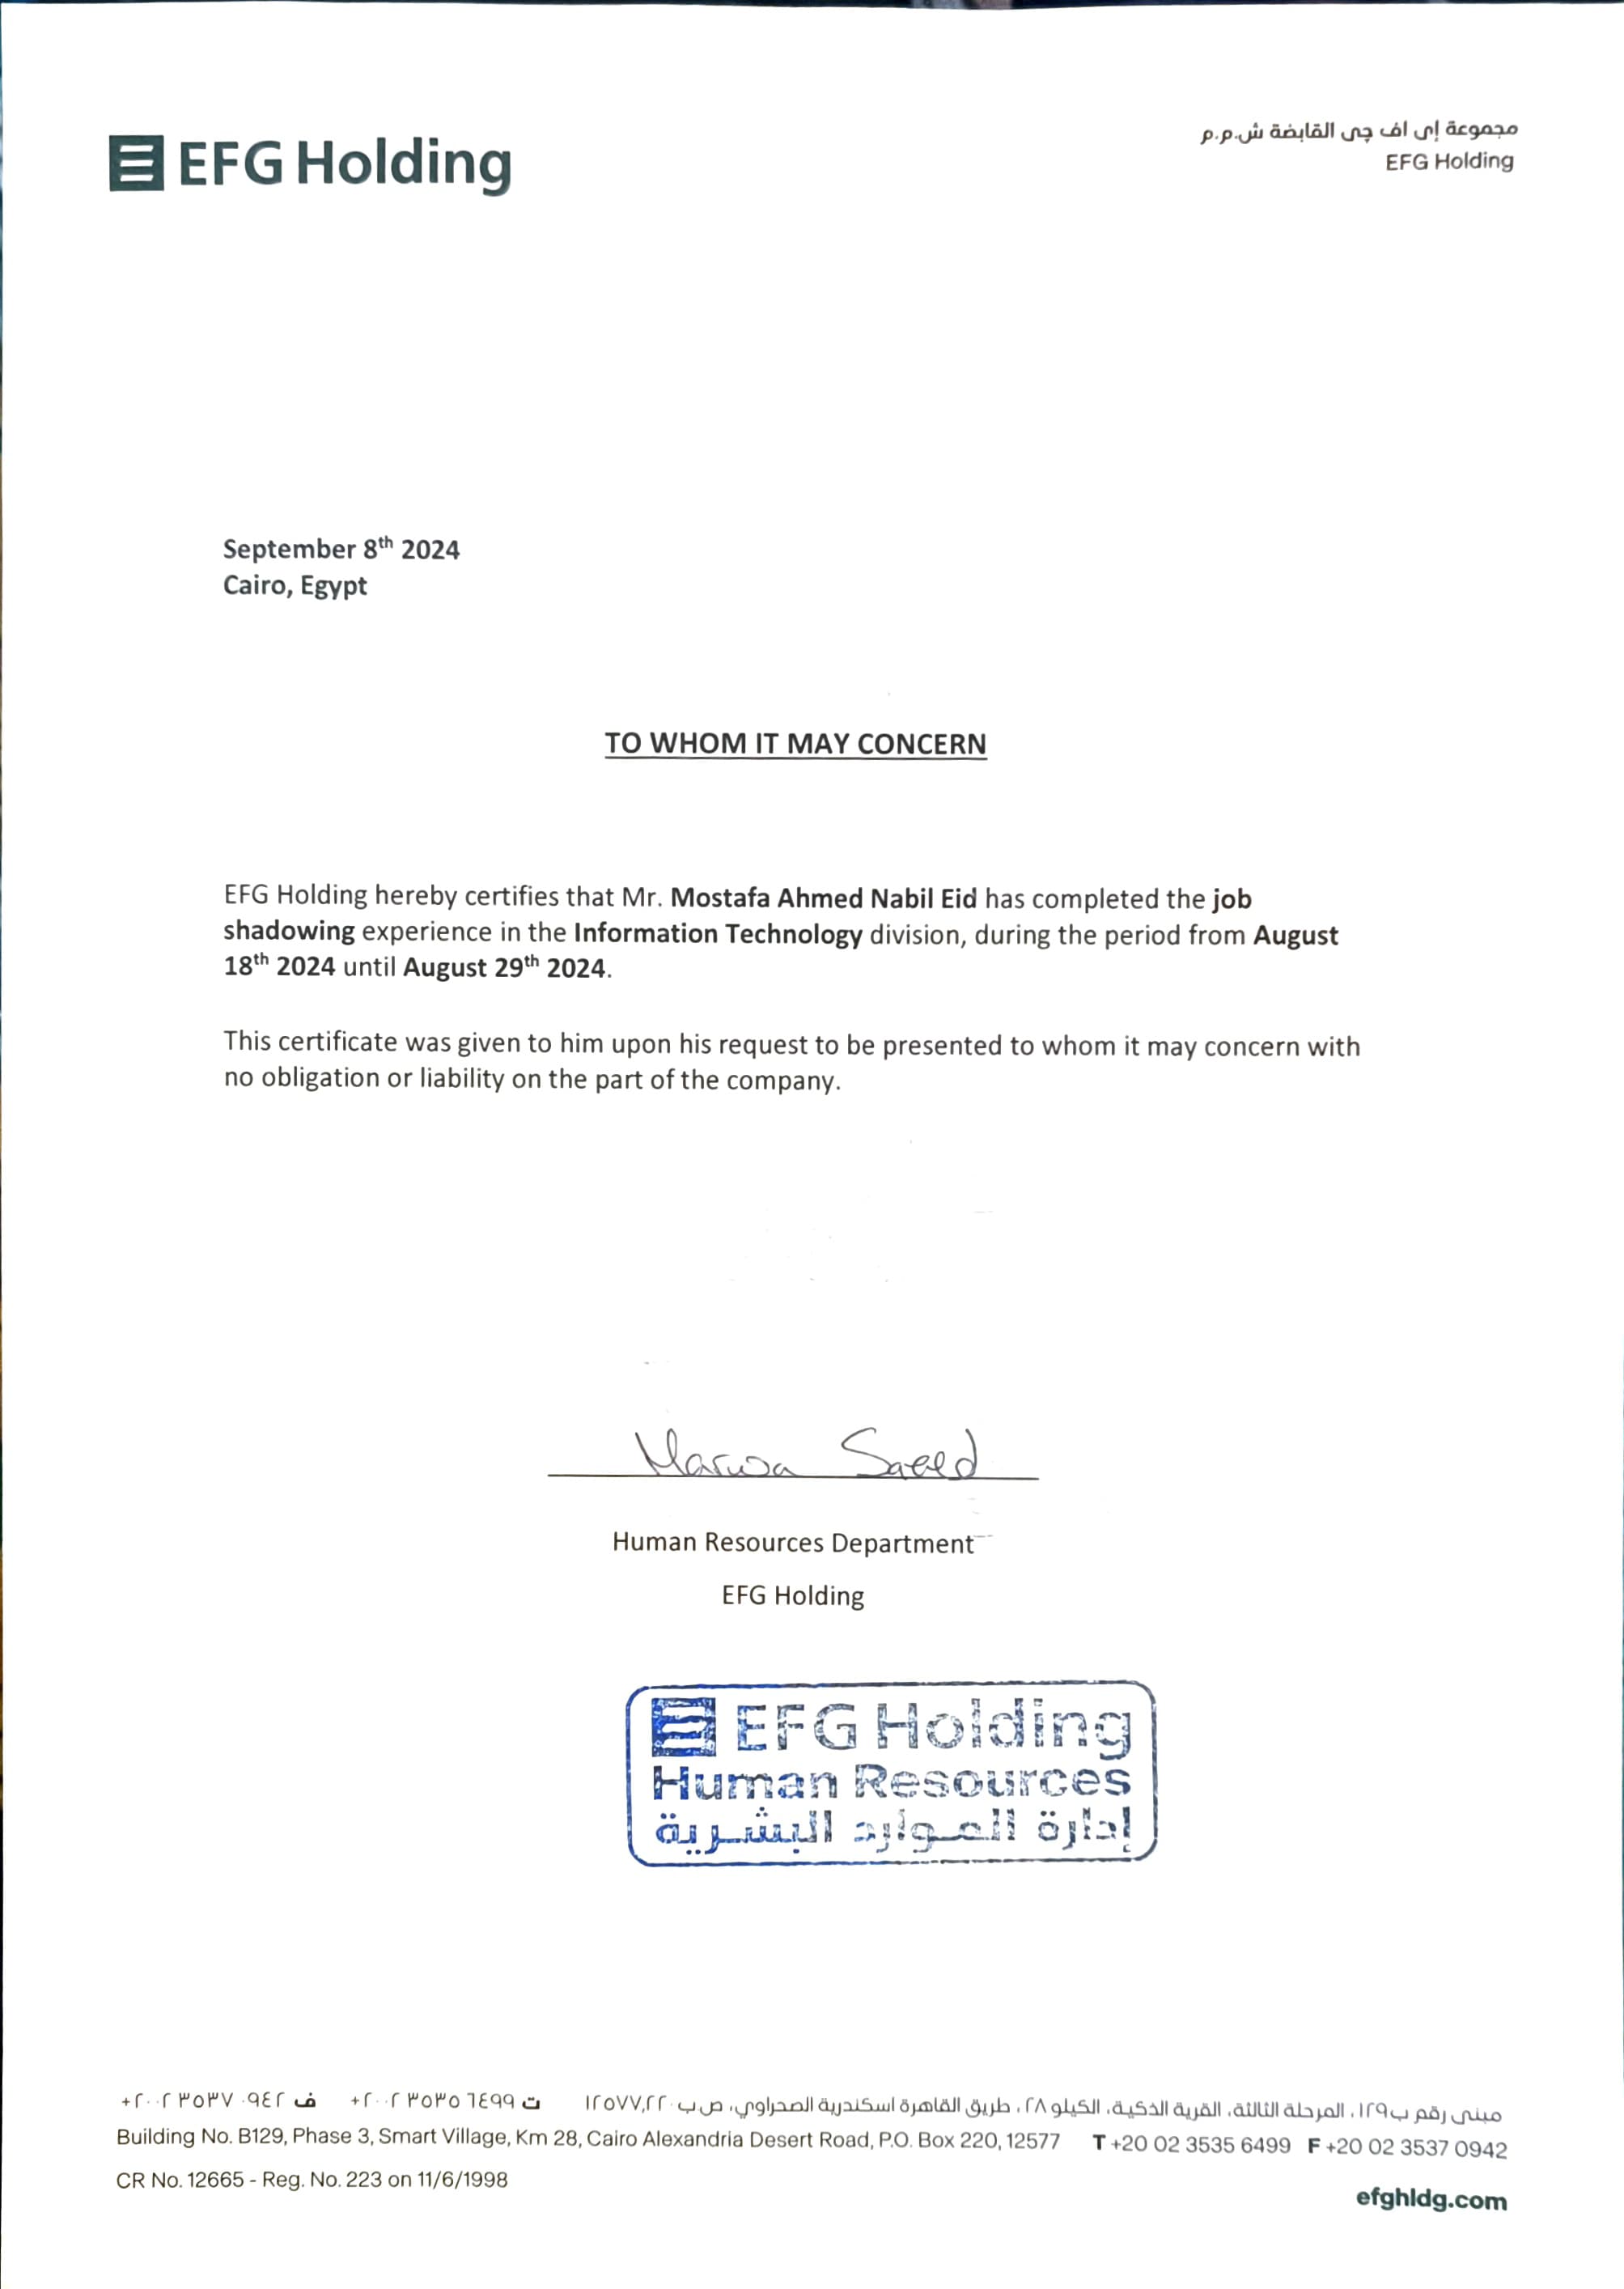 EFG Holding
مجموعة إى اف چى القابضة ش.م.م
EFG Holding
September 8th 2024
Cairo, Egypt
TO WHOM IT MAY CONCERN
EFG Holding hereby certifies that Mr. Mostafa Ahmed Nabil Eid has completed the job
shadowing experience in the Information Technology division, during the period from August
18th 2024 until August 29th 2024.
This certificate was given to him upon his request to be presented to whom it may concern with
no obligation or liability on the part of the company.
Marwa Saeed
Human Resources Department
EFG Holding
EFG Holding
Human Resources
إدارة الموارد البشرية
مبنى رقم ب١٢٩، المرحلة الثالثة، القرية الذكية، الكيلو ٢٨، طريق القاهرة اسكندرية الصحراوي، ص ب ١٢٥٧٧,٢٢٠ ت ٦٤٩٩ ٣٥٣٥ ٢٠٠٢+ ف ٠٩٤٢ ٣٥٣٧ ٢٠٠٢+
Building No. B129, Phase 3, Smart Village, Km 28, Cairo Alexandria Desert Road, P.O. Box 220, 12577 T +20 02 3535 6499 F +20 02 3537 0942
CR No. 12665 - Reg. No. 223 on 11/6/1998
efghldg.com